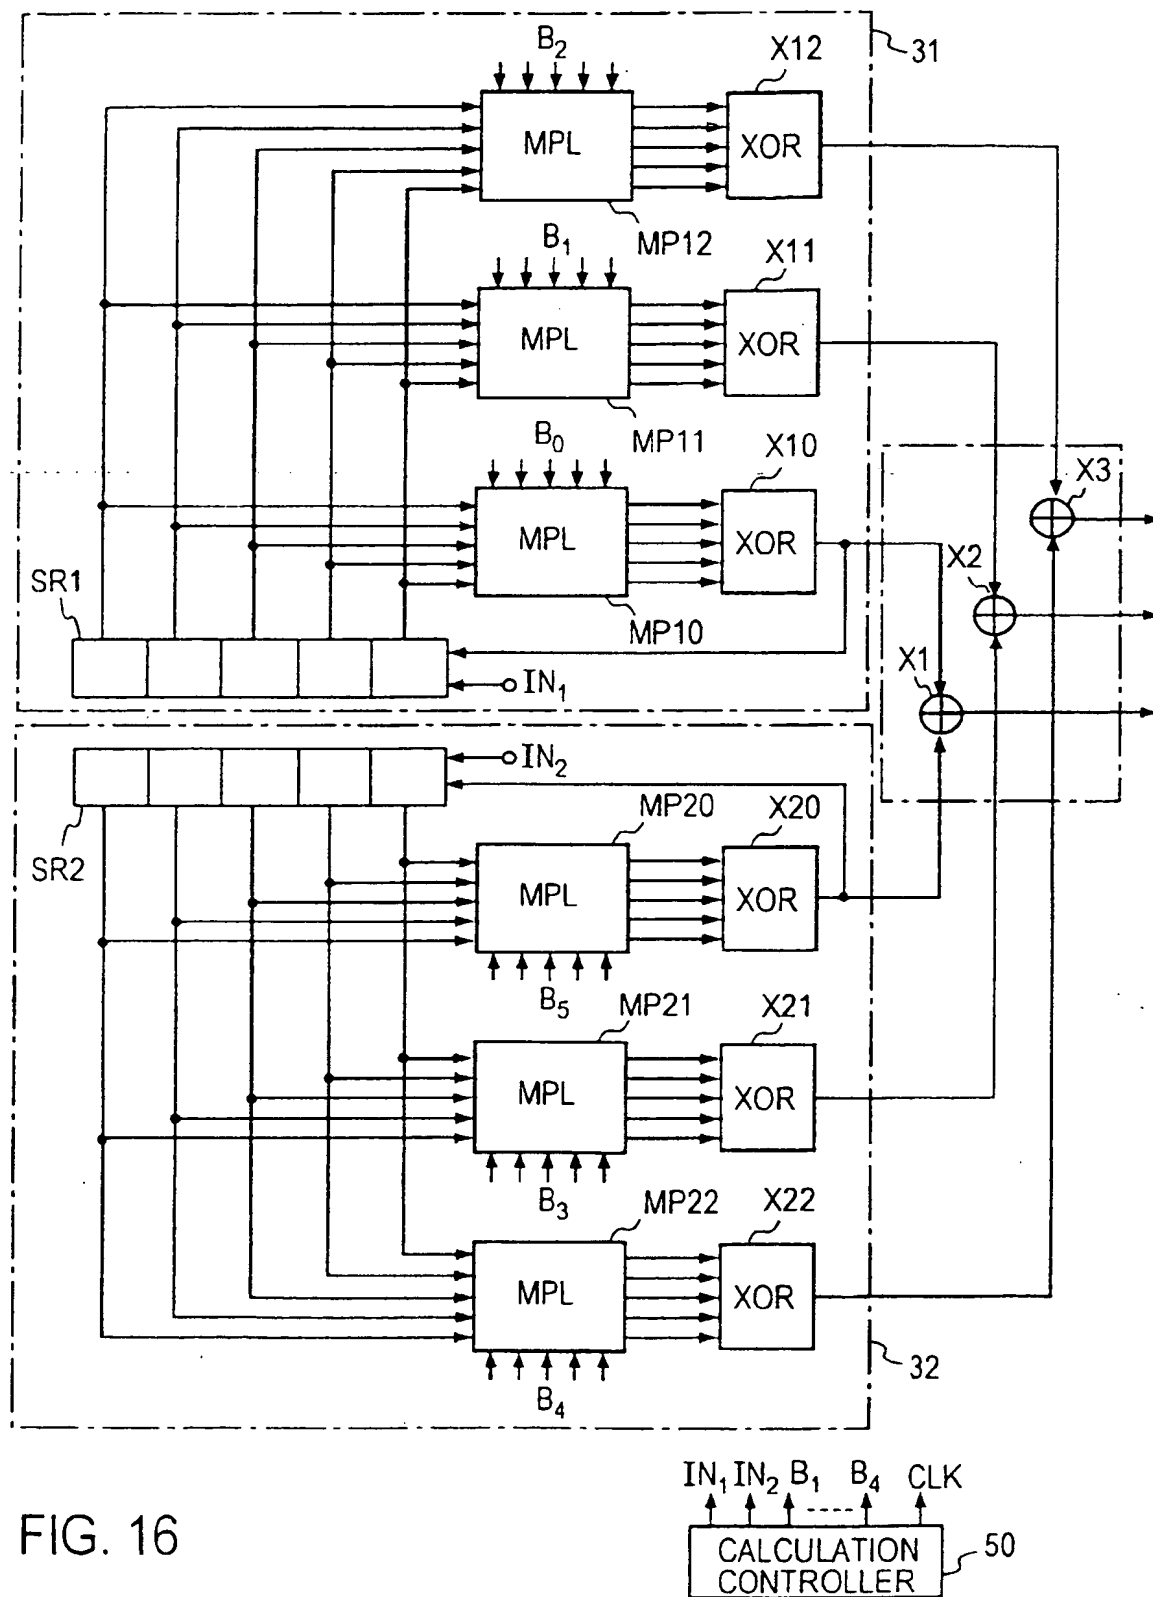 B₂
X12
31
MPL
XOR
MP12
B₁
X11
MPL
XOR
MP11
B₀
X10
MPL
XOR
MP10
X3
X2
X1
SR1
IN₁
IN₂
SR2
MP20
X20
MPL
XOR
B₅
MP21
X21
MPL
XOR
B₃
MP22
X22
MPL
XOR
B₄
32
IN₁ IN₂ B₁ B₄ CLK
CALCULATION
CONTROLLER
50
FIG. 16